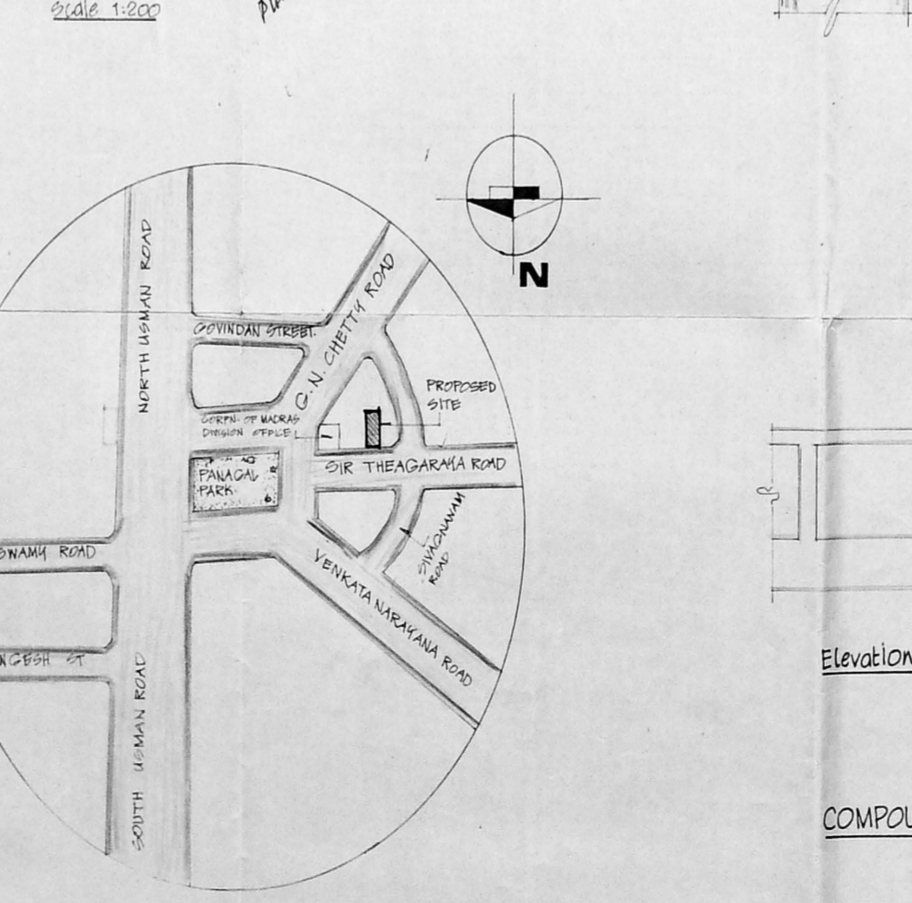 Scale 1:200
N
NORTH USMAN ROAD
GOVINDAN STREET.
G.N. CHETTY ROAD
PROPOSED
SITE
CORPN. OF MADRAS
DIVISION OFFICE
SIR THEAGARAYA ROAD
PANAGAL
PARK.
SIVAGNANAM
ROAD
SWAMY ROAD
VENKATA NARAYANA ROAD
NGESH ST
SOUTH USMAN ROAD
Elevation
COMPOU